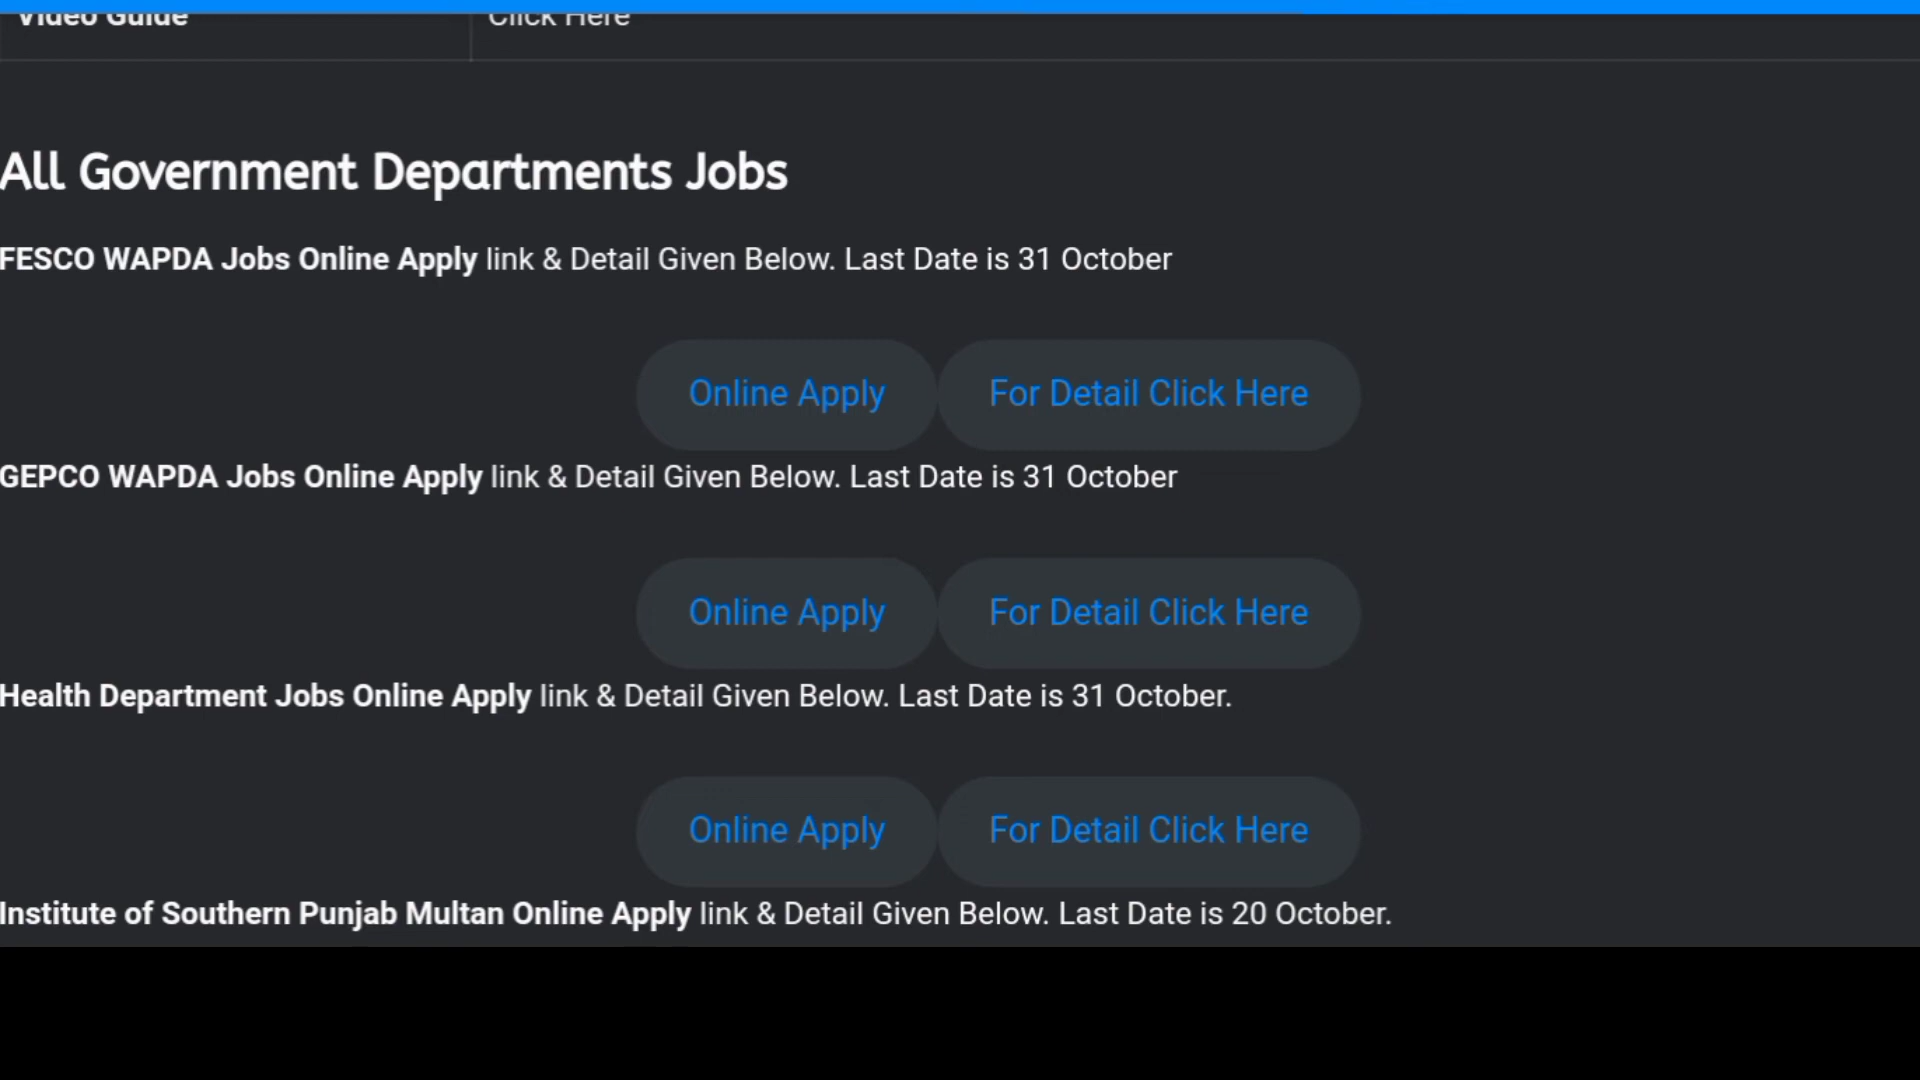 Video Guide
Click Here
All Government Departments Jobs
FESCO WAPDA Jobs Online Apply link & Detail Given Below. Last Date is 31 October
Online Apply
For Detail Click Here
GEPCO WAPDA Jobs Online Apply link & Detail Given Below. Last Date is 31 October
Online Apply
For Detail Click Here
Health Department Jobs Online Apply link & Detail Given Below. Last Date is 31 October.
Online Apply
For Detail Click Here
Institute of Southern Punjab Multan Online Apply link & Detail Given Below. Last Date is 20 October.